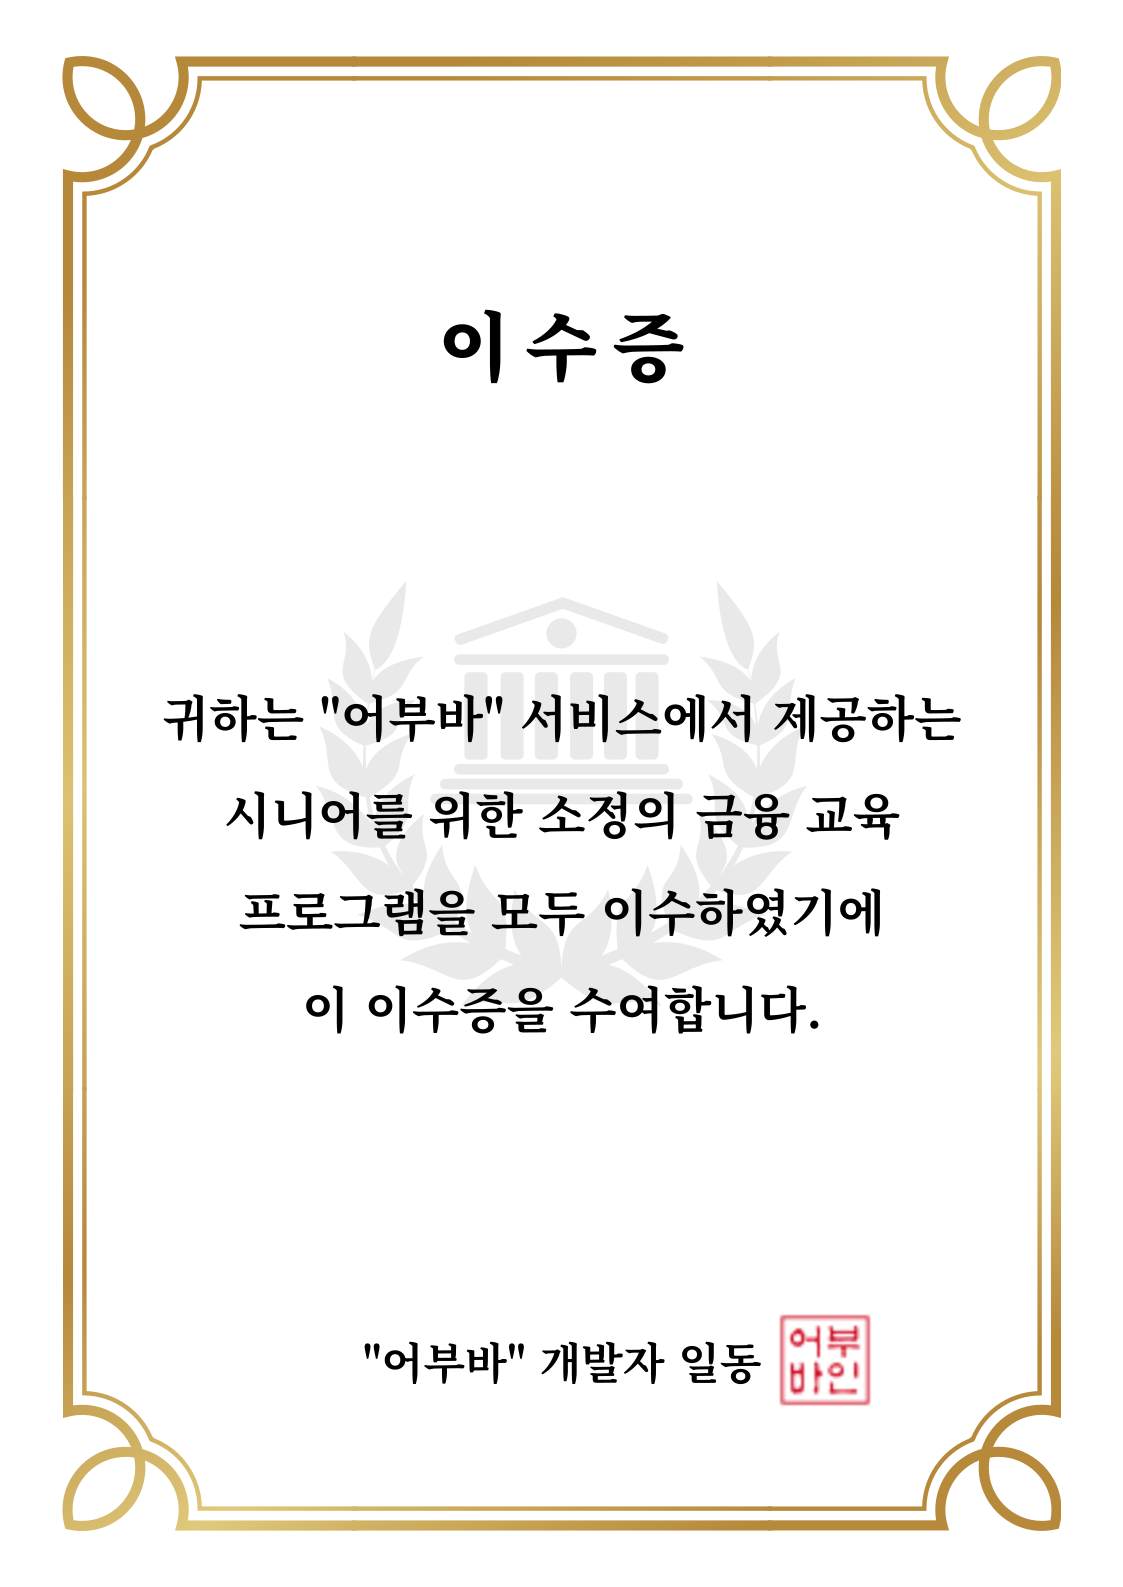 이수증
귀하는 "어부바" 서비스에서 제공하는
시니어를 위한 소정의 금융 교육
프로그램을 모두 이수하였기에
이 이수증을 수여합니다.
"어부바" 개발자 일동
어부
바인